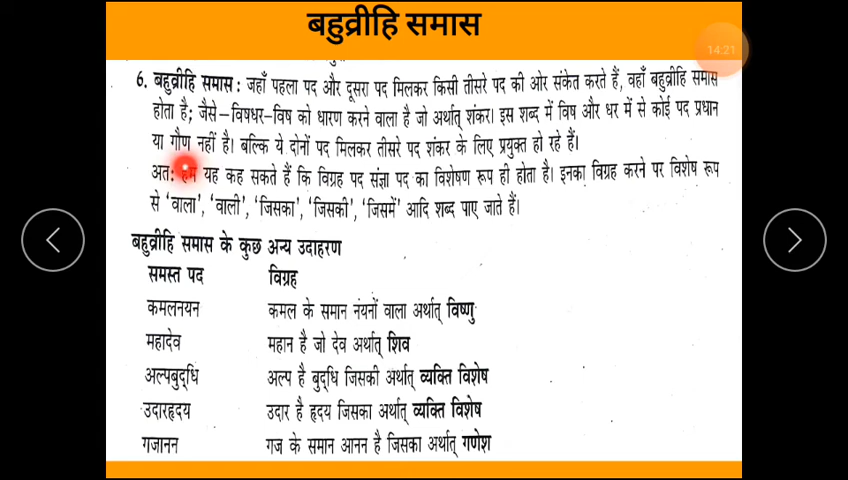 बहुव्रीहि समास
14:21
6. बहुव्रीहि समास : जहाँ पहला पद और दूसरा पद मिलकर किसी तीसरे पद की ओर संकेत करते हैं, वहाँ बहुव्रीहि समास
होता है; जैसे–विषधर–विष को धारण करने वाला है जो अर्थात् शंकर। इस शब्द में विष और धर में से कोई पद प्रधान
या गौण नहीं है। बल्कि ये दोनों पद मिलकर तीसरे पद शंकर के लिए प्रयुक्त हो रहे हैं।
अतः हम यह कह सकते हैं कि विग्रह पद संज्ञा पद का विशेषण रूप ही होता है। इनका विग्रह करने पर विशेष रूप
से ‘वाला’, ‘वाली’, ‘जिसका’, ‘जिसकी’, ‘जिसमें’ आदि शब्द पाए जाते हैं।
बहुव्रीहि समास के कुछ अन्य उदाहरण
समस्त पद विग्रह
कमलनयन कमल के समान नयनों वाला अर्थात् विष्णु
महादेव महान है जो देव अर्थात् शिव
अल्पबुद्धि अल्प है बुद्धि जिसकी अर्थात् व्यक्ति विशेष
उदारहृदय उदार है हृदय जिसका अर्थात् व्यक्ति विशेष
गजानन गज के समान आनन है जिसका अर्थात् गणेश